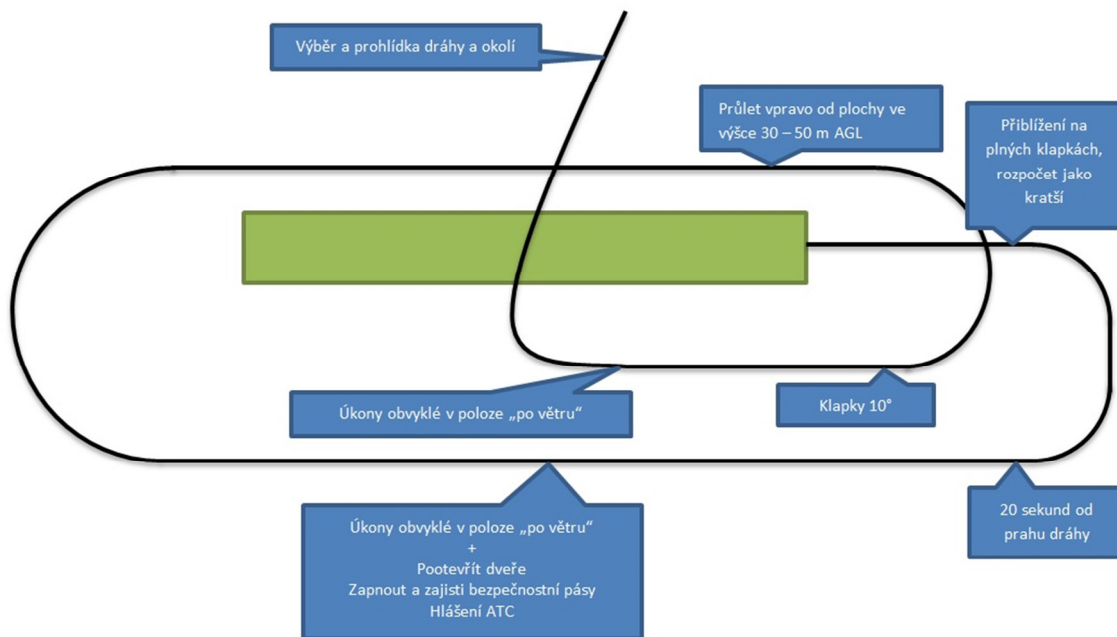 Výběr a prohlídka dráhy a okolí
Průlet vpravo od plochy ve
výšce 30 – 50 m AGL
Přiblížení na
plných klapkách,
rozpočet jako
kratší
Úkony obvyklé v poloze „po větru“
Klapky 10°
Úkony obvyklé v poloze „po větru“
+
Pootevřít dveře
Zapnout a zajisti bezpečnostní pásy
Hlášení ATC
20 sekund od
prahu dráhy